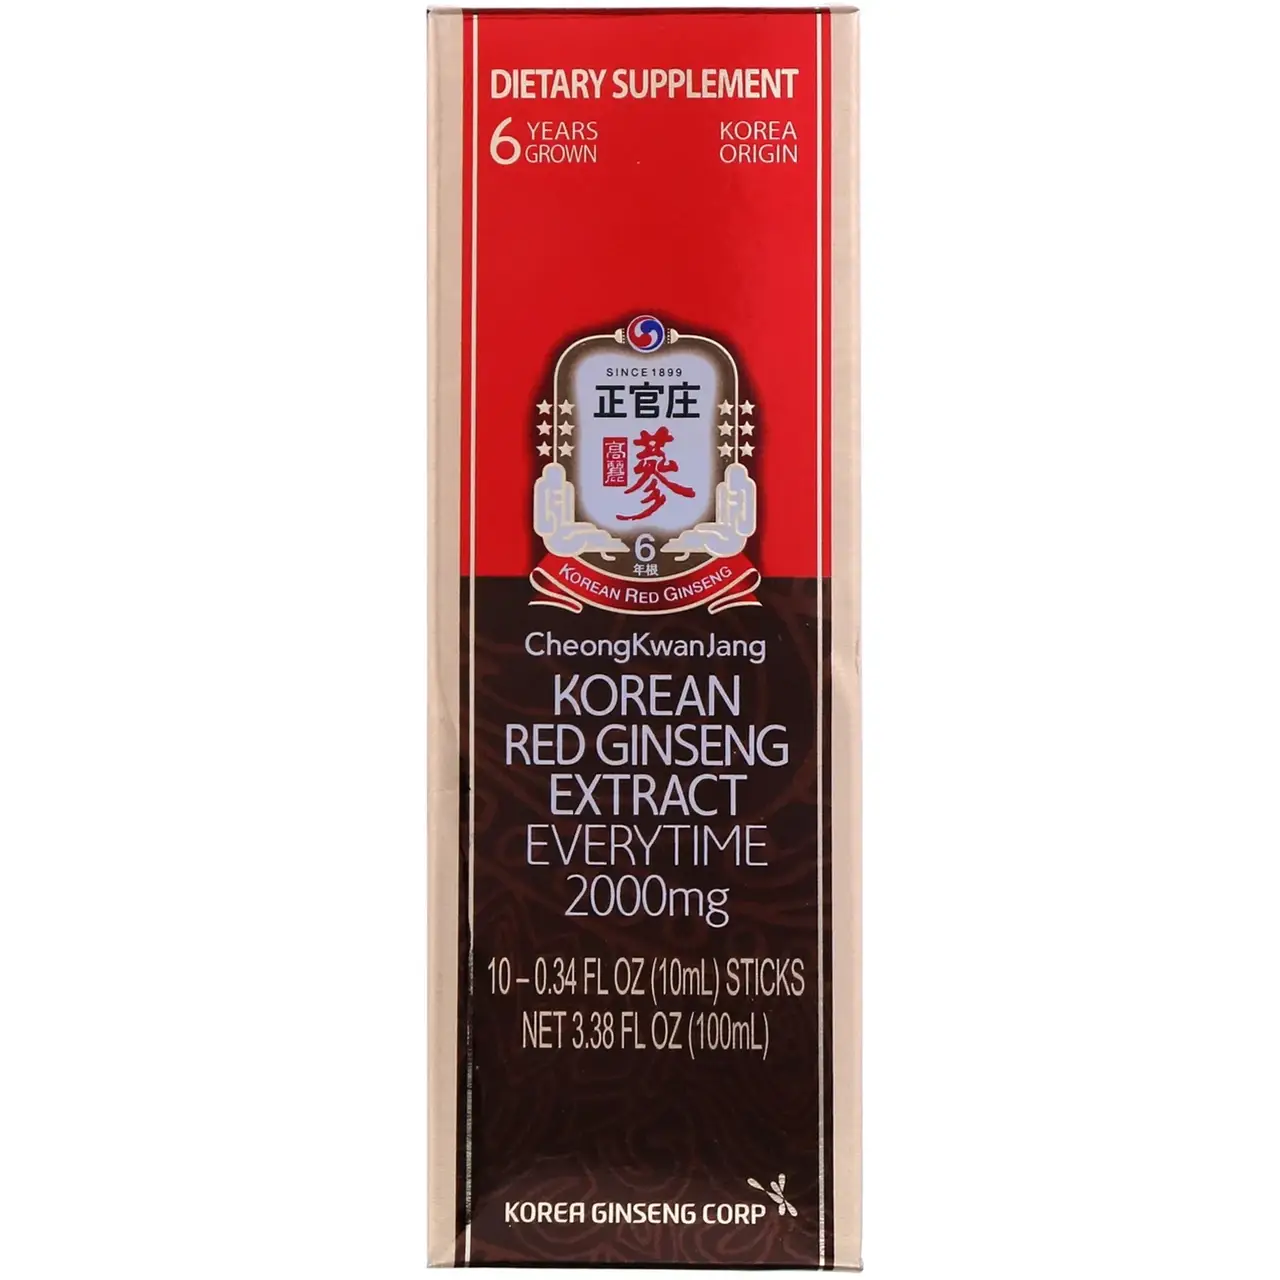 DIETARY SUPPLEMENT
6 YEARS GROWN
KOREA ORIGIN
SINCE 1899
正官庄
高麗
蔘
6
年根
KOREAN RED GINSENG
CheongKwanJang
KOREAN
RED GINSENG
EXTRACT
EVERYTIME
2000mg
10 – 0.34 FL OZ (10mL) STICKS
NET 3.38 FL OZ (100mL)
KOREA GINSENG CORP